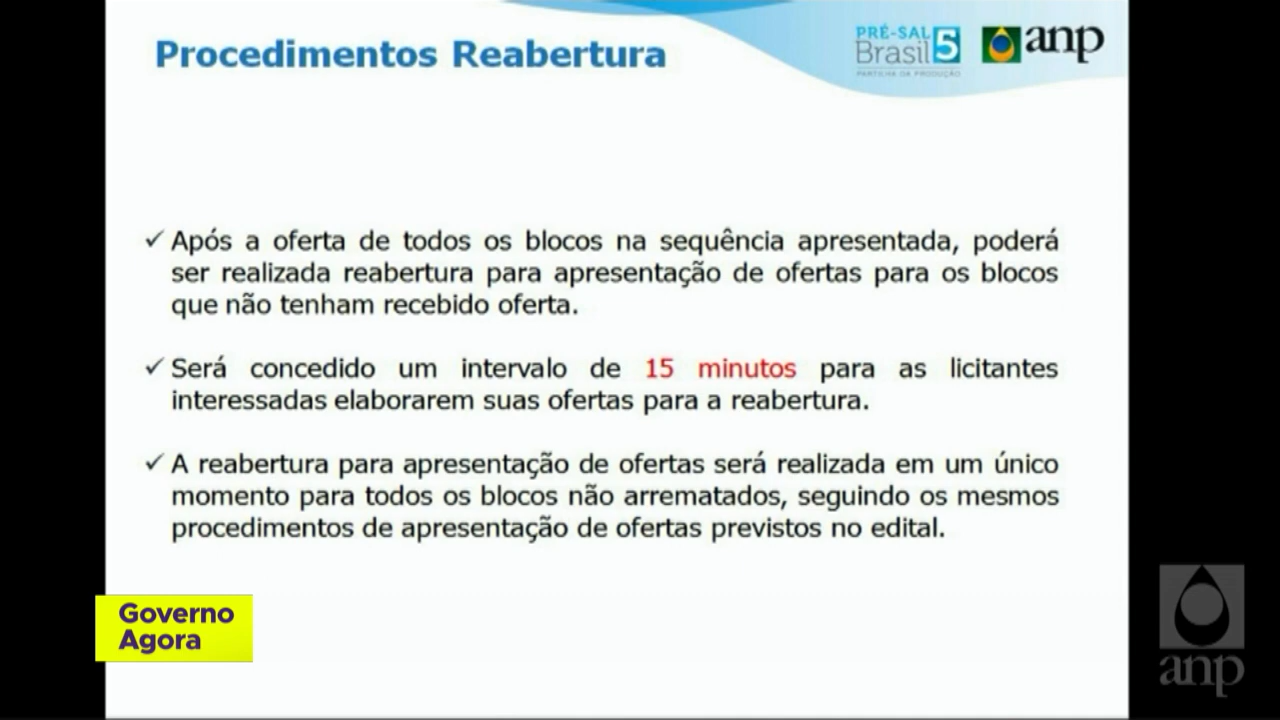 Procedimentos Reabertura
PRÉ-SAL
Brasil 5
PARTILHA DA PRODUÇÃO
anp
✓ Após a oferta de todos os blocos na sequência apresentada, poderá
ser realizada reabertura para apresentação de ofertas para os blocos
que não tenham recebido oferta.
✓ Será concedido um intervalo de 15 minutos para as licitantes
interessadas elaborarem suas ofertas para a reabertura.
✓ A reabertura para apresentação de ofertas será realizada em um único
momento para todos os blocos não arrematados, seguindo os mesmos
procedimentos de apresentação de ofertas previstos no edital.
Governo
Agora
anp